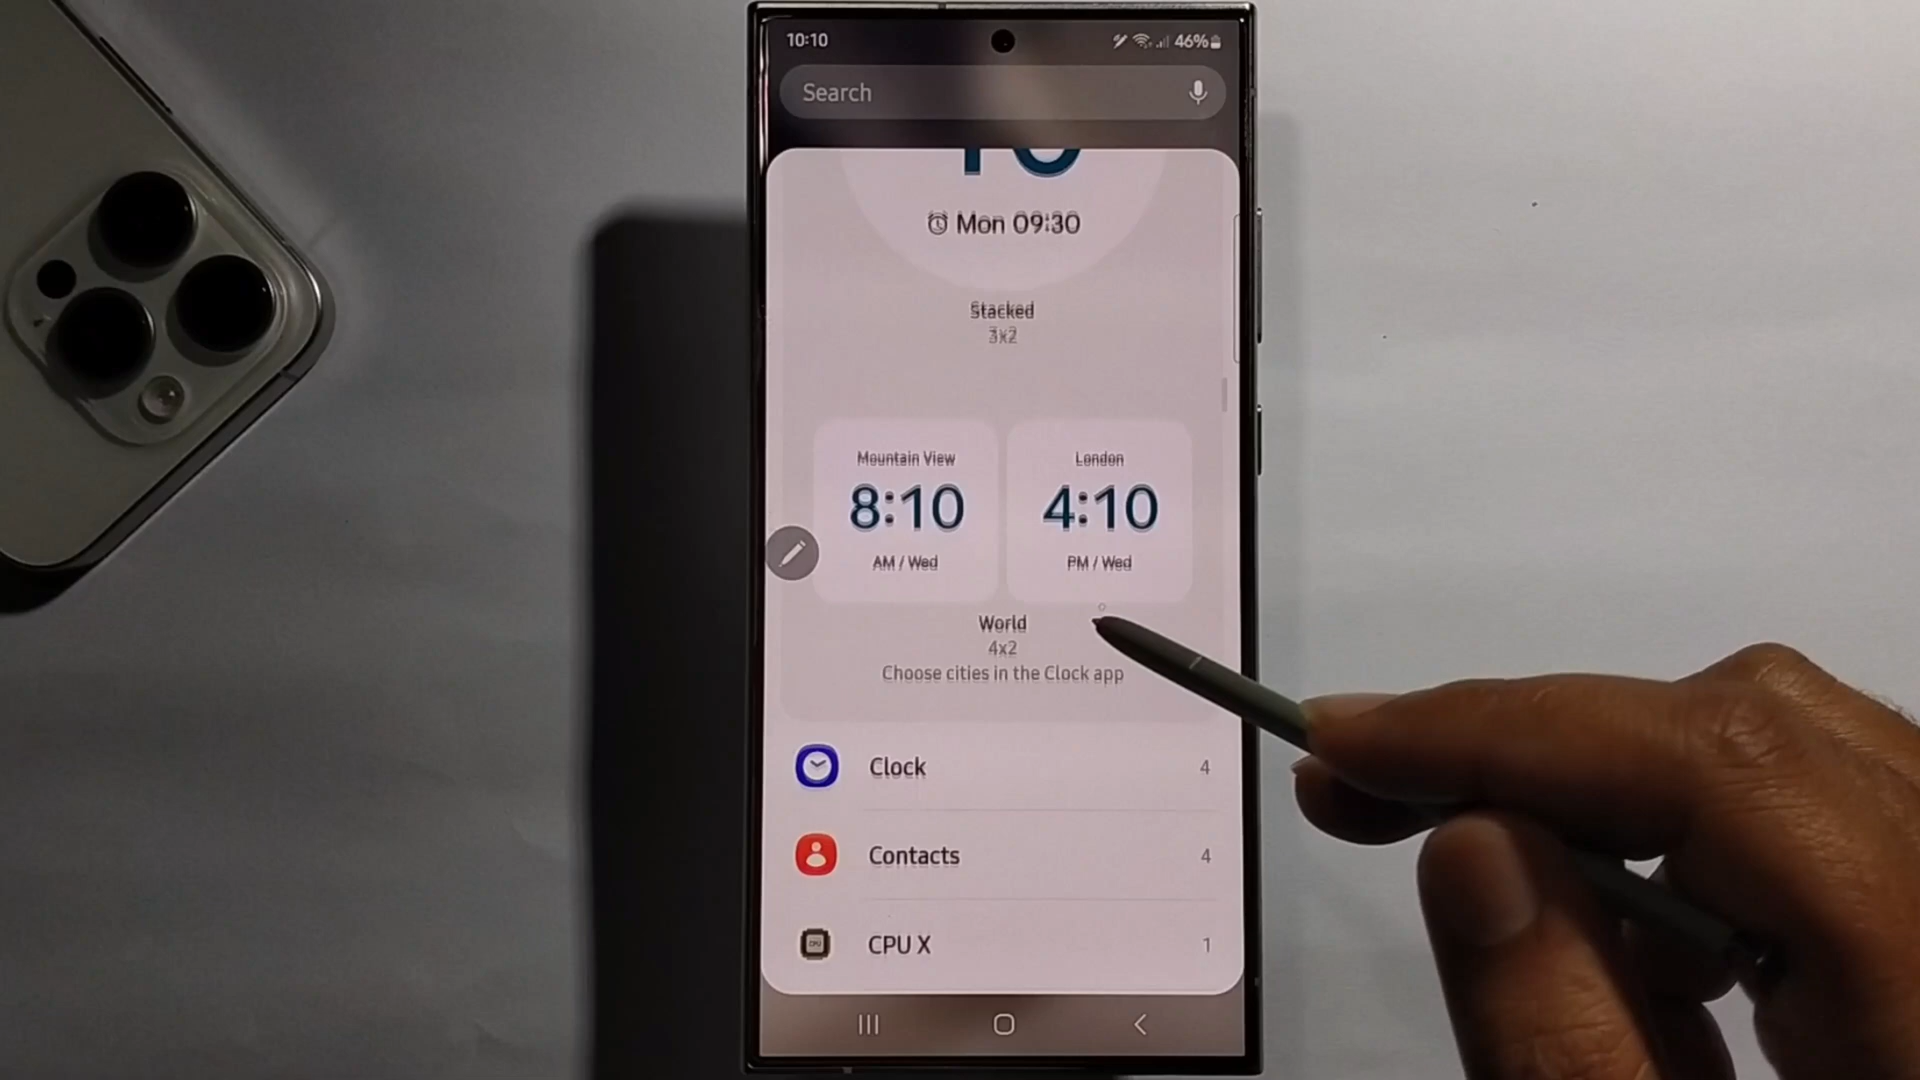 10:10
46%
Search
10
Mon 09:30
Stacked
3x2
Mountain View
8:10
AM / Wed
London
4:10
PM / Wed
World
4x2
Choose cities in the Clock app
Clock
4
Contacts
4
CPU X
1